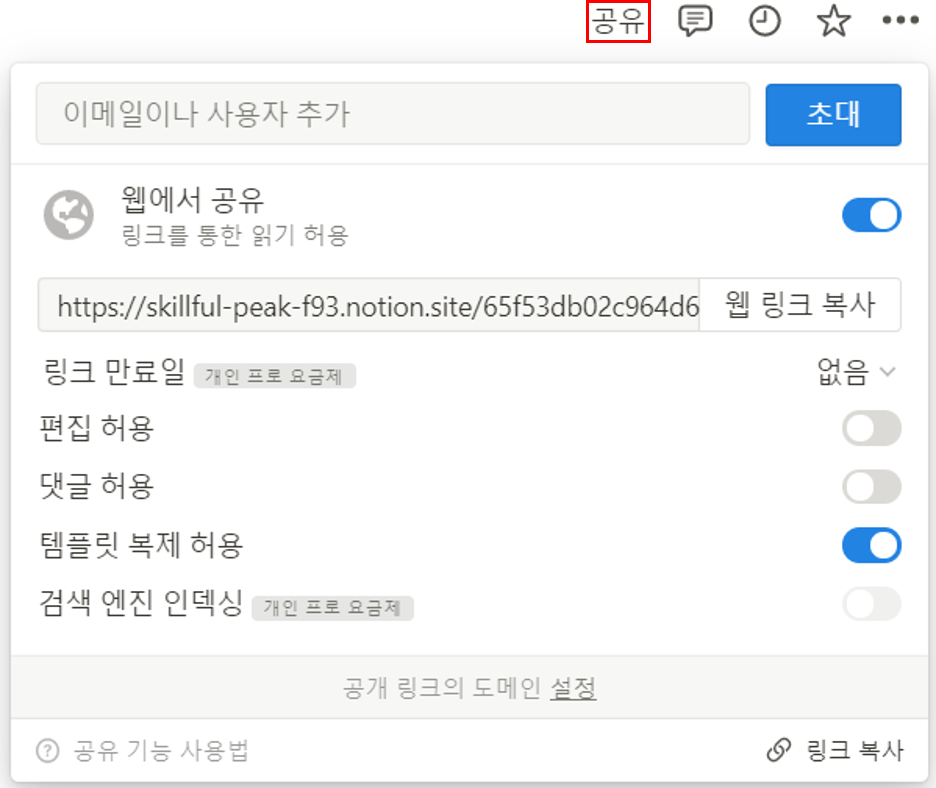 공유
이메일이나 사용자 추가
초대
웹에서 공유
링크를 통한 읽기 허용
https://skillful-peak-f93.notion.site/65f53db02c964d6
웹 링크 복사
링크 만료일 개인 프로 요금제 없음
편집 허용
댓글 허용
템플릿 복제 허용
검색 엔진 인덱싱 개인 프로 요금제
공개 링크의 도메인 설정
? 공유 기능 사용법
링크 복사